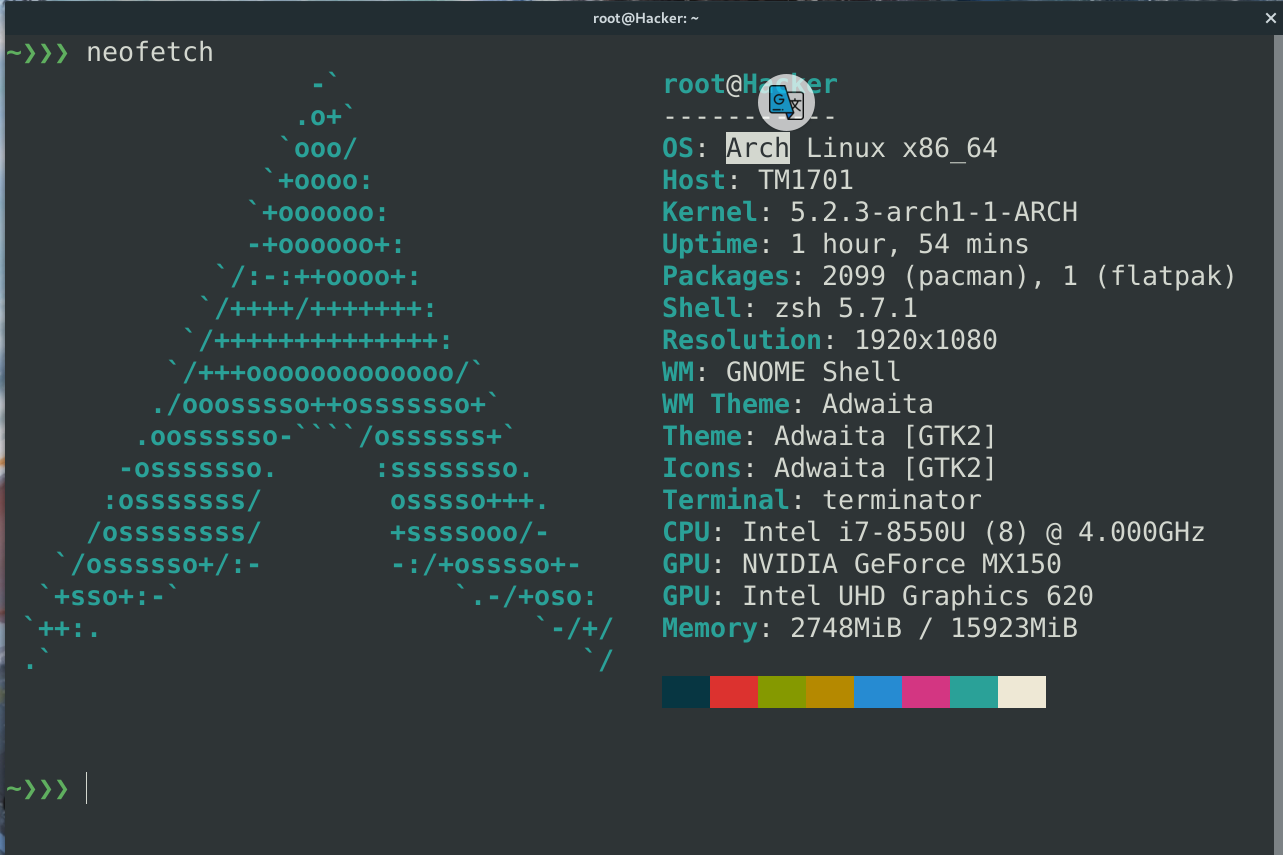 root@Hacker: ~
~❯❯❯ neofetch
                   -`
                  .o+`
                 `ooo/
                `+oooo:
               `+oooooo:
               -+oooooo+:
             `/:-:++oooo+:
            `/++++/+++++++:
           `/++++++++++++++:
          `/+++ooooooooooooo/`
         ./ooosssso++osssssso+`
        .oossssso-````/ossssss+`
       -osssssso.      :ssssssso.
      :osssssss/        osssso+++.
     /ossssssss/        +ssssooo/-
   `/ossssso+/:-        -:/+osssso+-
  `+sso+:-`                 `.-/+oso:
 `++:.                           `-/+/
 .`                                 `/
root@Hacker
-----------
OS: Arch Linux x86_64
Host: TM1701
Kernel: 5.2.3-arch1-1-ARCH
Uptime: 1 hour, 54 mins
Packages: 2099 (pacman), 1 (flatpak)
Shell: zsh 5.7.1
Resolution: 1920x1080
WM: GNOME Shell
WM Theme: Adwaita
Theme: Adwaita [GTK2]
Icons: Adwaita [GTK2]
Terminal: terminator
CPU: Intel i7-8550U (8) @ 4.000GHz
GPU: NVIDIA GeForce MX150
GPU: Intel UHD Graphics 620
Memory: 2748MiB / 15923MiB
~❯❯❯